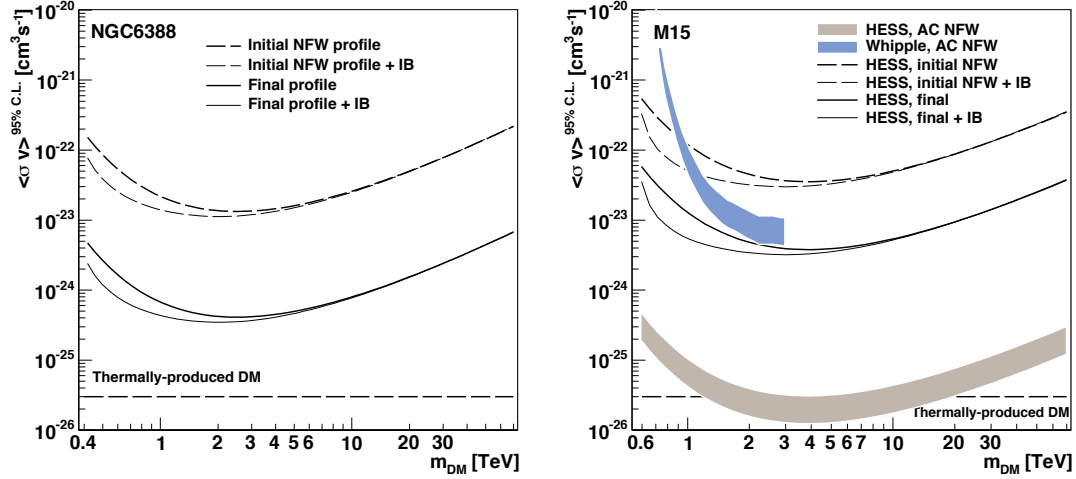 NGC6388
<σ v>^95% C.L. [cm³s⁻¹]
10⁻²⁰
10⁻²¹
10⁻²²
10⁻²³
10⁻²⁴
10⁻²⁵
10⁻²⁶
Initial NFW profile
Initial NFW profile + IB
Final profile
Final profile + IB
Thermally-produced DM
0.4 1 2 3 4 5 6 10 20 30
m_DM [TeV]
M15
<σ v>^95% C.L. [cm³s⁻¹]
10⁻²⁰
10⁻²¹
10⁻²²
10⁻²³
10⁻²⁴
10⁻²⁵
10⁻²⁶
HESS, AC NFW
Whipple, AC NFW
HESS, initial NFW
HESS, initial NFW + IB
HESS, final
HESS, final + IB
Thermally-produced DM
0.6 1 2 3 4 5 6 7 10 20 30
m_DM [TeV]